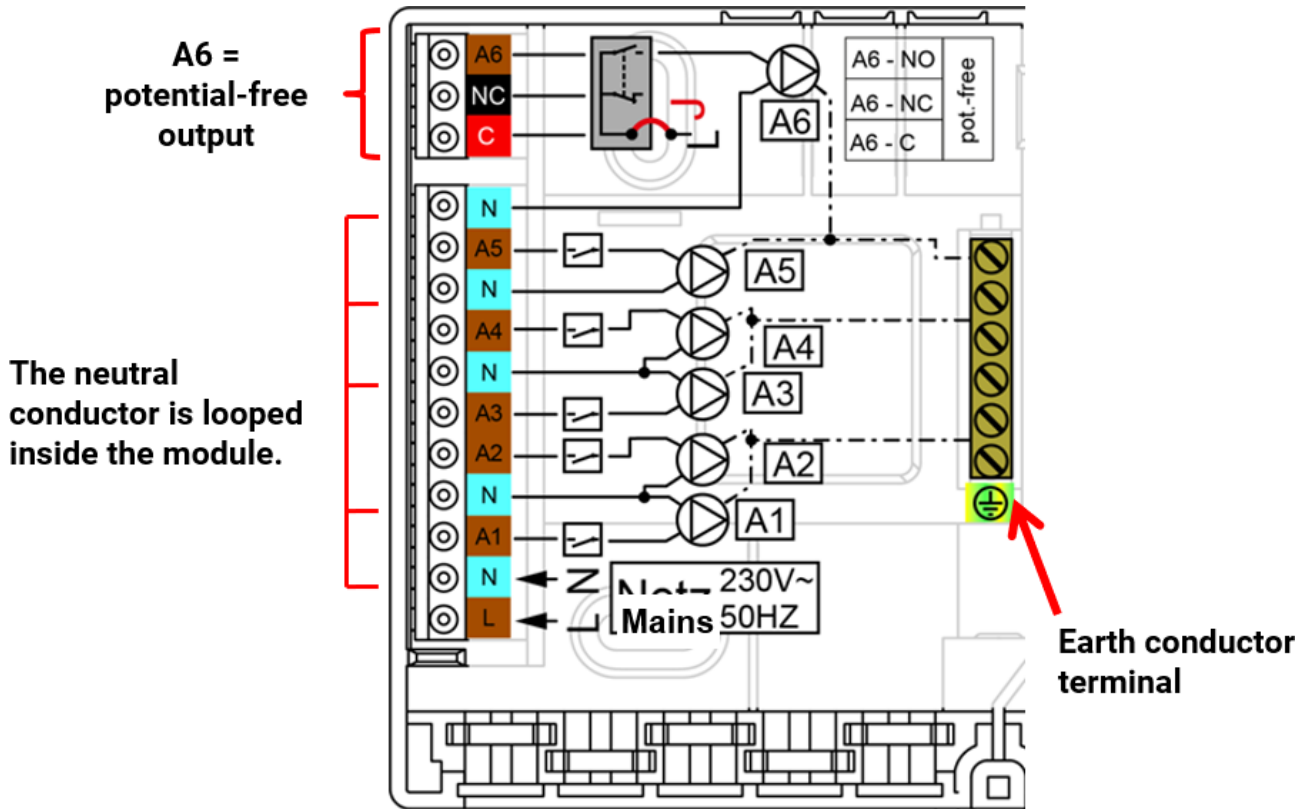 A6 =
potential-free
output
A6
NC
C
J
L
A6
A6 - NO
A6 - NC
A6 - C
pot.-free
N
A5
A5
N
A4
A4
N
A3
A3
A2
A2
N
A1
A1
N
N
L
L
230V~
Mains
50HZ
The neutral
conductor is looped
inside the module.
Earth conductor
terminal